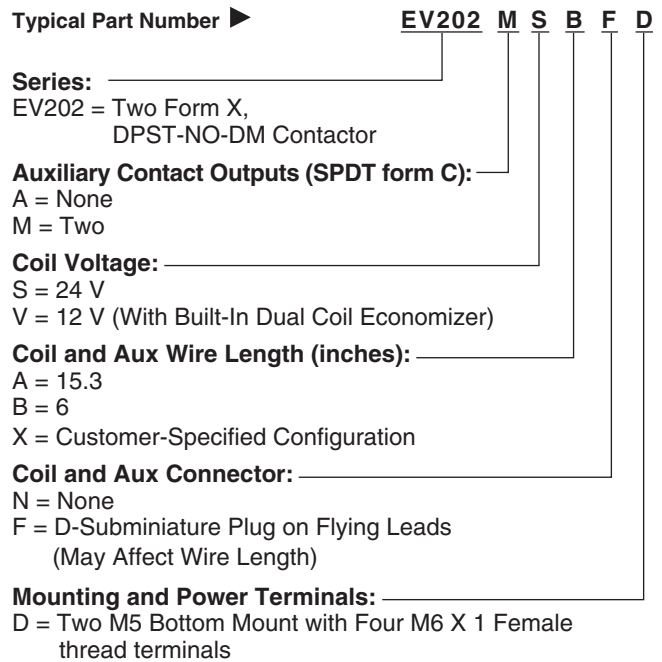 Typical Part Number ▶ EV202 M S B F D
Series:
EV202 = Two Form X,
DPST-NO-DM Contactor
Auxiliary Contact Outputs (SPDT form C):
A = None
M = Two
Coil Voltage:
S = 24 V
V = 12 V (With Built-In Dual Coil Economizer)
Coil and Aux Wire Length (inches):
A = 15.3
B = 6
X = Customer-Specified Configuration
Coil and Aux Connector:
N = None
F = D-Subminiature Plug on Flying Leads
(May Affect Wire Length)
Mounting and Power Terminals:
D = Two M5 Bottom Mount with Four M6 X 1 Female
thread terminals